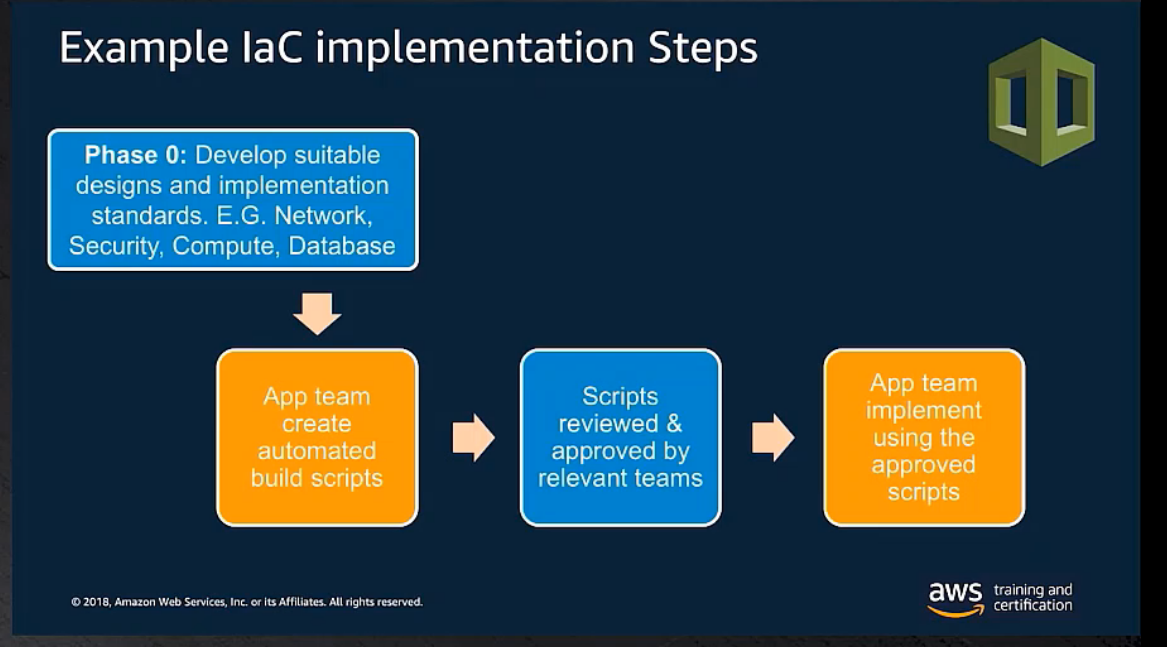 Example IaC implementation Steps
Phase 0: Develop suitable
designs and implementation
standards. E.G. Network,
Security, Compute, Database
App team
create
automated
build scripts
Scripts
reviewed &
approved by
relevant teams
App team
implement
using the
approved
scripts
© 2018, Amazon Web Services, Inc. or its Affiliates. All rights reserved.
aws training and
certification